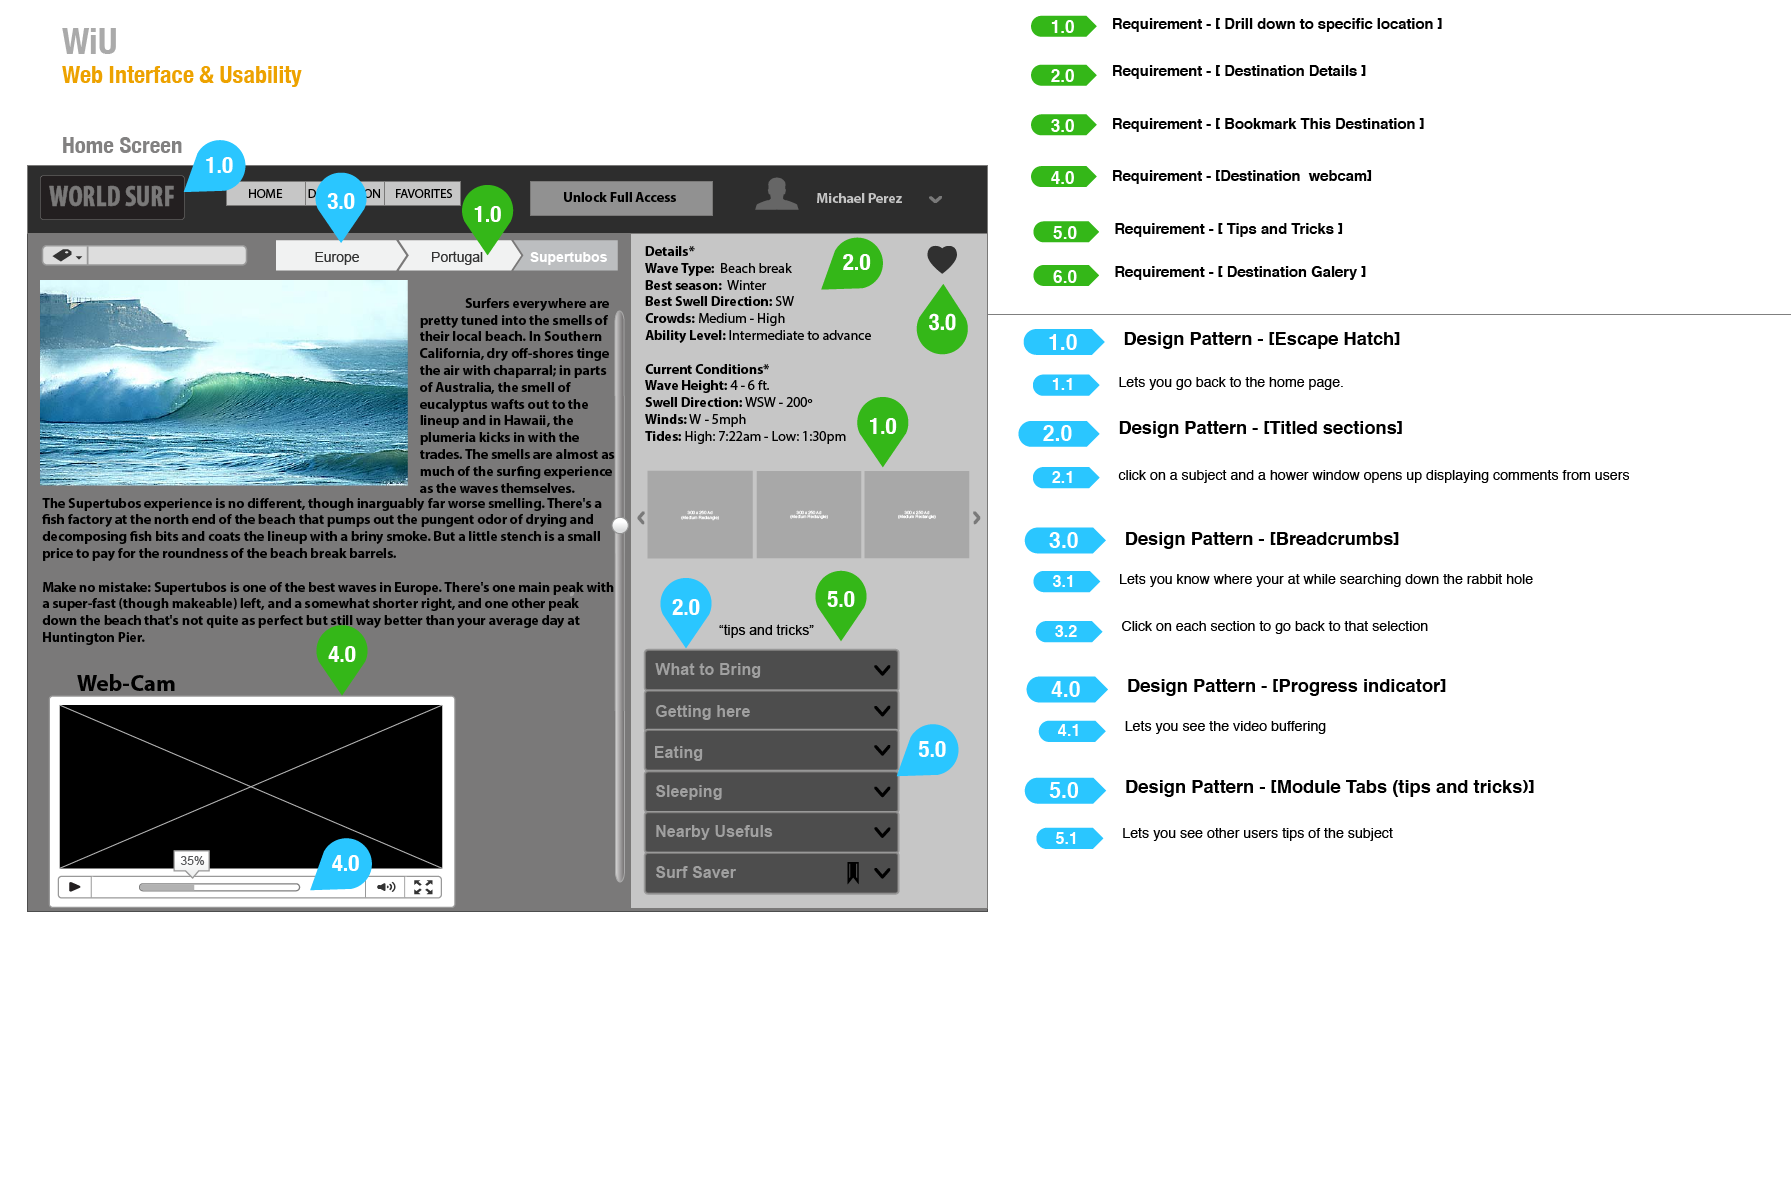 WiU
Web Interface & Usability
Home Screen
1.0
WORLD SURF
HOME
FAVORITES
3.0
1.0
Unlock Full Access
Michael Perez
Europe
Portugal
Supertubos
Surfers everywhere are
pretty tuned into the smells of
their local beach. In Southern
California, dry off-shores tinge
the air with chaparral; in parts
of Australia, the smell of
eucalyptus wafts out to the
lineup and in Hawaii, the
plumeria kicks in with the
trades. The smells are almost as
much of the surfing experience
as the waves themselves.
The Supertubos experience is no different, though inarguably far worse smelling. There's a
fish factory at the north end of the beach that pumps out the pungent odor of drying and
decomposing fish bits and coats the lineup with a briny smoke. But a little stench is a small
price to pay for the roundness of the beach break barrels.
Make no mistake: Supertubos is one of the best waves in Europe. There's one main peak with
a super-fast (though makeable) left, and a somewhat shorter right, and one other peak
down the beach that's not quite as perfect but still way better than your average day at
Huntington Pier.
4.0
Web-Cam
35%
4.0
Details*
Wave Type: Beach break
Best season: Winter
Best Swell Direction: SW
Crowds: Medium - High
Ability Level: Intermediate to advance
2.0
3.0
Current Conditions*
Wave Height: 4 - 6 ft.
Swell Direction: WSW - 200º
Winds: W - 5mph
Tides: High: 7:22am - Low: 1:30pm
1.0
2.0
5.0
“tips and tricks”
What to Bring
Getting here
Eating
5.0
Sleeping
Nearby Usefuls
Surf Saver
1.0 Requirement - [ Drill down to specific location ]
2.0 Requirement - [ Destination Details ]
3.0 Requirement - [ Bookmark This Destination ]
4.0 Requirement - [Destination webcam]
5.0 Requirement - [ Tips and Tricks ]
6.0 Requirement - [ Destination Galery ]
1.0 Design Pattern - [Escape Hatch]
1.1 Lets you go back to the home page.
2.0 Design Pattern - [Titled sections]
2.1 click on a subject and a hower window opens up displaying comments from users
3.0 Design Pattern - [Breadcrumbs]
3.1 Lets you know where your at while searching down the rabbit hole
3.2 Click on each section to go back to that selection
4.0 Design Pattern - [Progress indicator]
4.1 Lets you see the video buffering
5.0 Design Pattern - [Module Tabs (tips and tricks)]
5.1 Lets you see other users tips of the subject